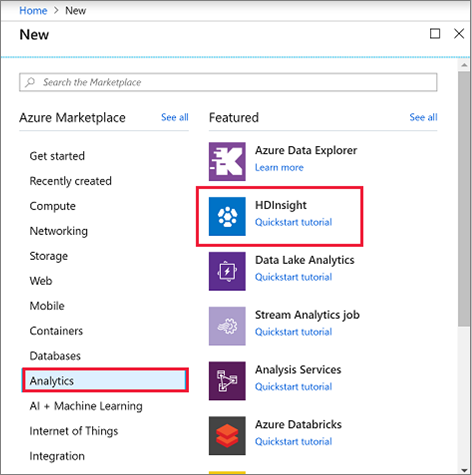 Home > New
New
Search the Marketplace
Azure Marketplace See all
Get started
Recently created
Compute
Networking
Storage
Web
Mobile
Containers
Databases
Analytics
AI + Machine Learning
Internet of Things
Integration
Featured See all
Azure Data Explorer
Learn more
HDInsight
Quickstart tutorial
Data Lake Analytics
Quickstart tutorial
Stream Analytics job
Quickstart tutorial
Analysis Services
Quickstart tutorial
Azure Databricks
Quickstart tutorial